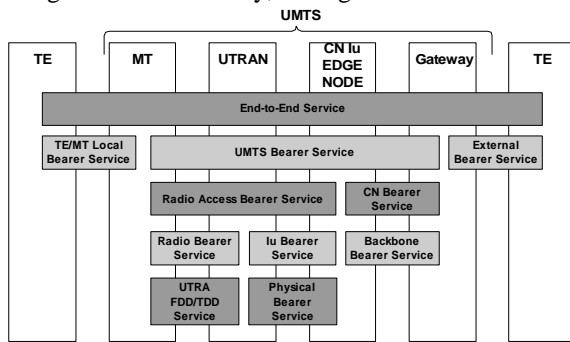 UMTS
TE
MT
UTRAN
CN Iu
EDGE
NODE
Gateway
TE
End-to-End Service
TE/MT Local
Bearer Service
UMTS Bearer Service
External
Bearer Service
Radio Access Bearer Service
CN Bearer
Service
Radio Bearer
Service
Iu Bearer
Service
Backbone
Bearer Service
UTRA
FDD/TDD
Service
Physical
Bearer
Service